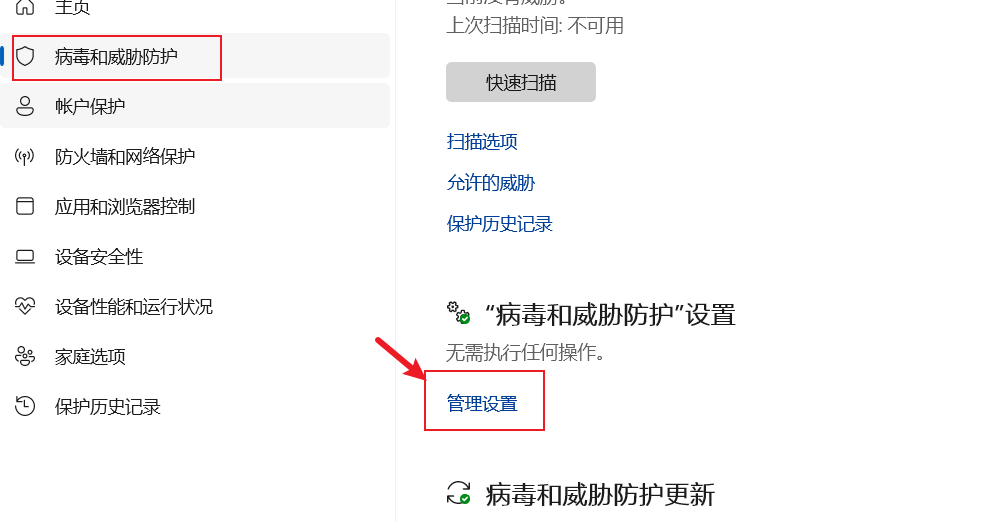 主页
病毒和威胁防护
帐户保护
防火墙和网络保护
应用和浏览器控制
设备安全性
设备性能和运行状况
家庭选项
保护历史记录
上次扫描时间: 不可用
快速扫描
扫描选项
允许的威胁
保护历史记录
“病毒和威胁防护”设置
无需执行任何操作。
管理设置
病毒和威胁防护更新